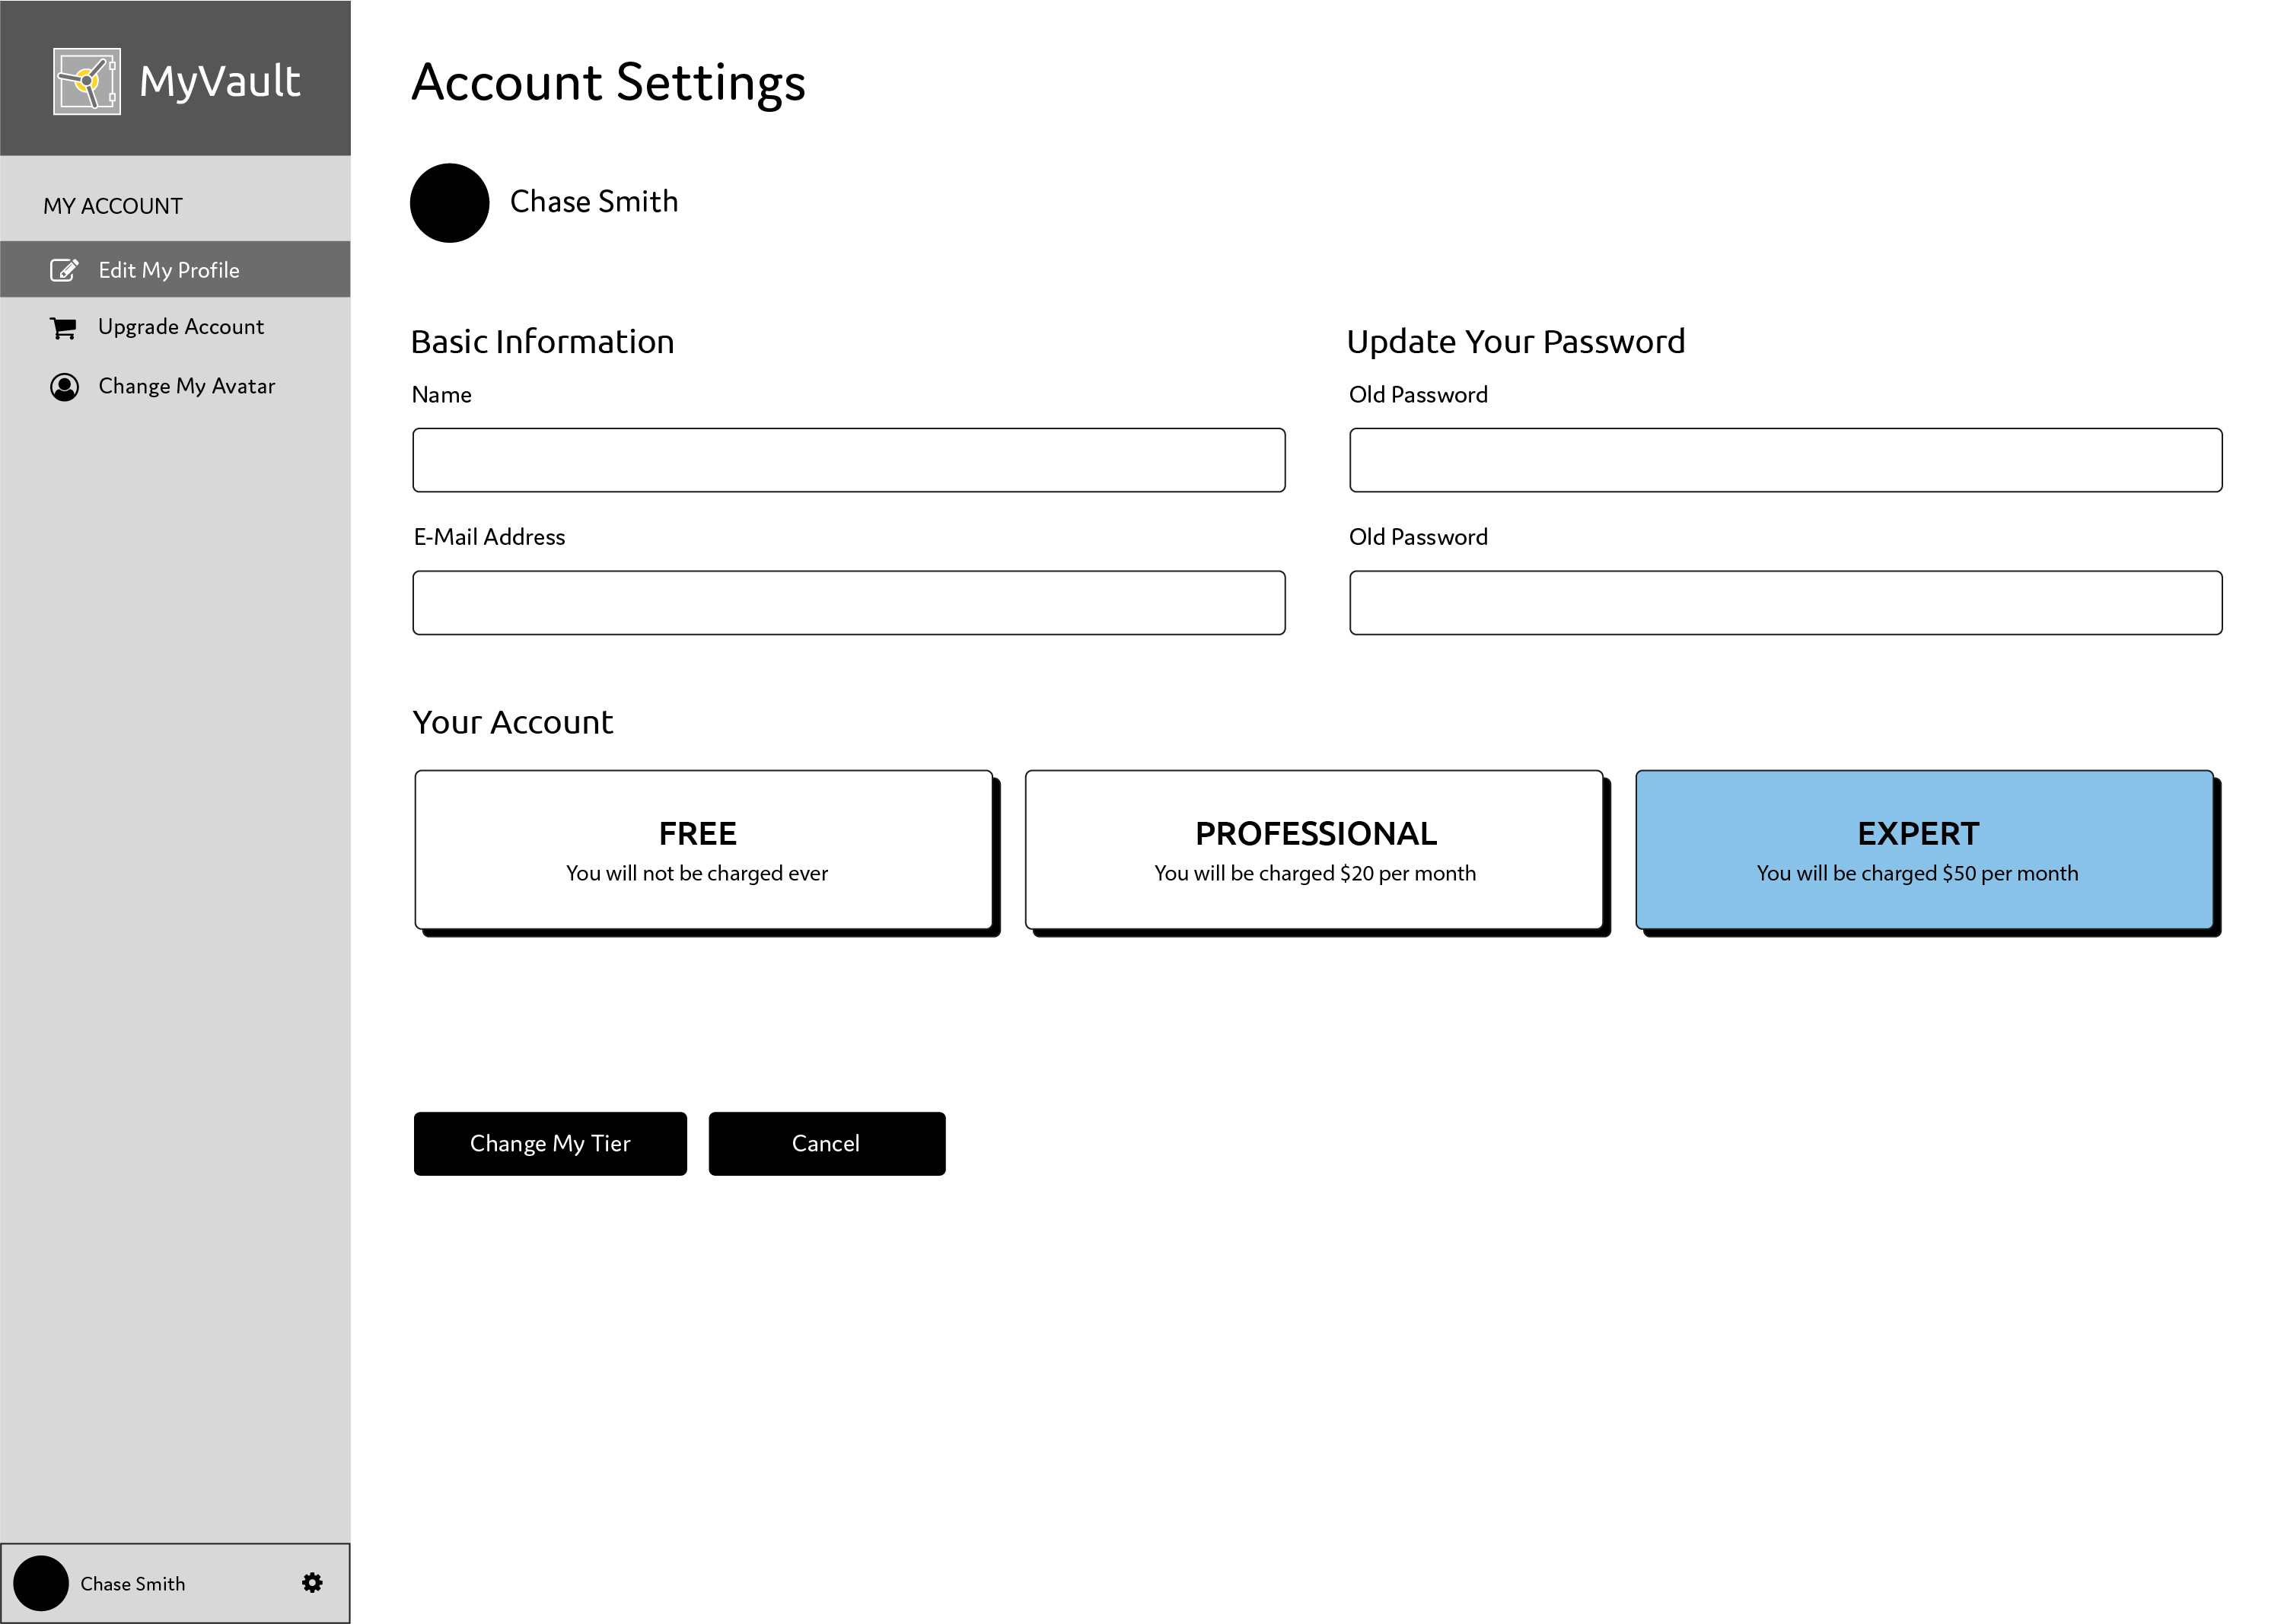 MyVault
MY ACCOUNT
Edit My Profile
Upgrade Account
Change My Avatar
Chase Smith
Account Settings
Chase Smith
Basic Information
Name
E-Mail Address
Update Your Password
Old Password
Old Password
Your Account
FREE
You will not be charged ever
PROFESSIONAL
You will be charged $20 per month
EXPERT
You will be charged $50 per month
Change My Tier
Cancel